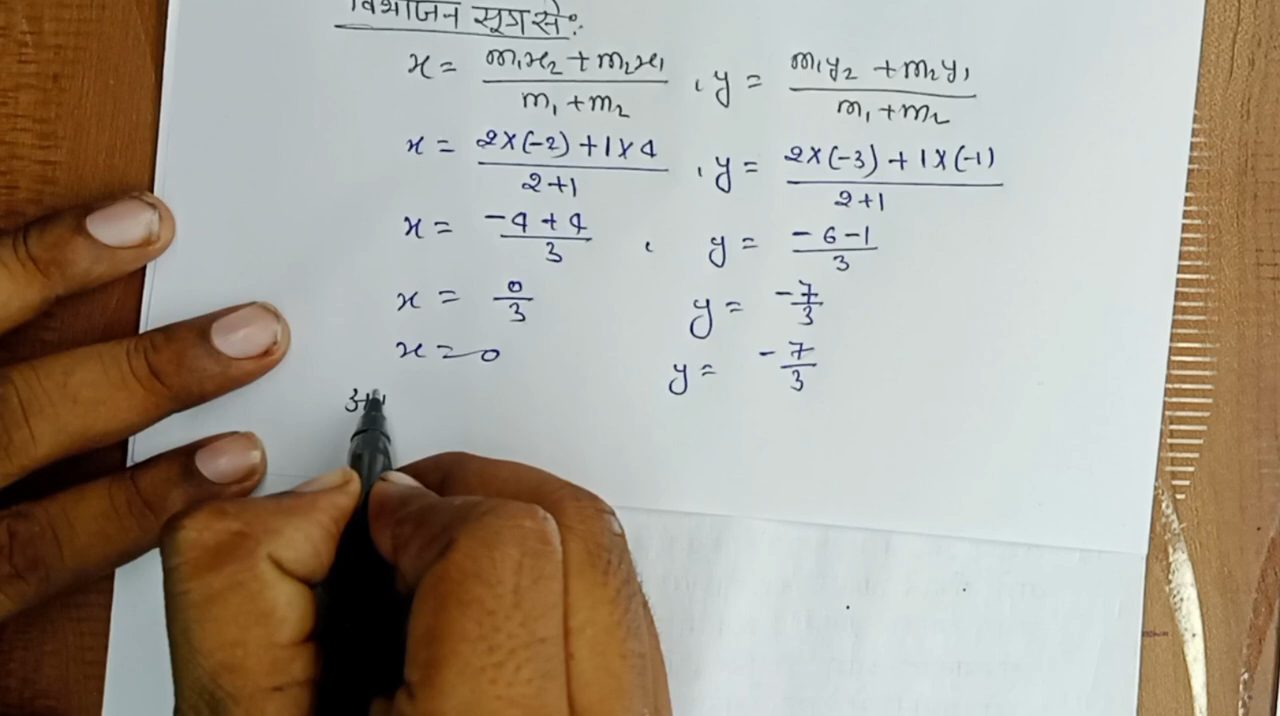 विभाजन सूत्र से:
x = m₁x₂ + m₂x₁ / m₁ + m₂ , y = m₁y₂ + m₂y₁ / m₁ + m₂
x = 2×(-2) + 1×4 / 2+1 , y = 2×(-3) + 1×(-1) / 2+1
x = -4 + 4 / 3 , y = -6-1 / 3
x = 0/3 y = -7/3
x = 0 y = -7/3